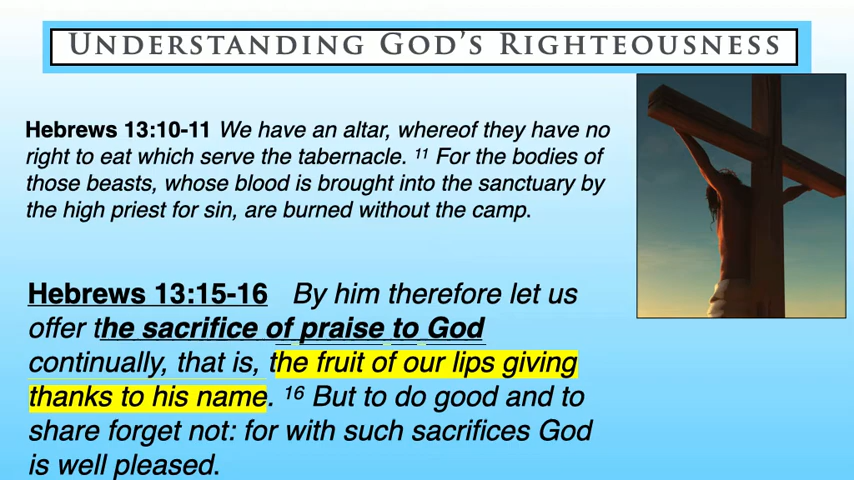 UNDERSTANDING GOD'S RIGHTEOUSNESS
Hebrews 13:10-11 We have an altar, whereof they have no
right to eat which serve the tabernacle. 11 For the bodies of
those beasts, whose blood is brought into the sanctuary by
the high priest for sin, are burned without the camp.
Hebrews 13:15-16 By him therefore let us
offer the sacrifice of praise to God
continually, that is, the fruit of our lips giving
thanks to his name. 16 But to do good and to
share forget not: for with such sacrifices God
is well pleased.